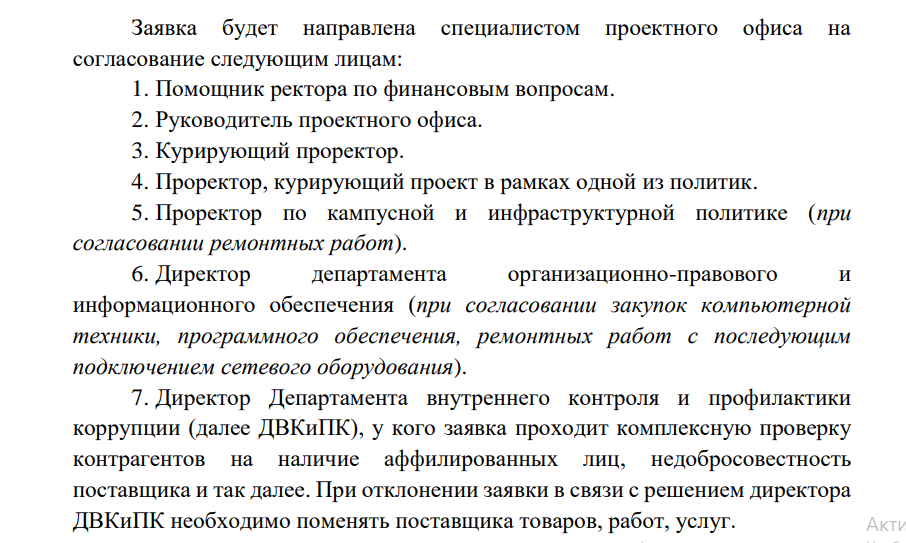 Заявка будет направлена специалистом проектного офиса на
согласование следующим лицам:
1. Помощник ректора по финансовым вопросам.
2. Руководитель проектного офиса.
3. Курирующий проректор.
4. Проректор, курирующий проект в рамках одной из политик.
5. Проректор по кампусной и инфраструктурной политике (при
согласовании ремонтных работ).
6. Директор департамента организационно-правового и
информационного обеспечения (при согласовании закупок компьютерной
техники, программного обеспечения, ремонтных работ с последующим
подключением сетевого оборудования).
7. Директор Департамента внутреннего контроля и профилактики
коррупции (далее ДВКиПК), у кого заявка проходит комплексную проверку
контрагентов на наличие аффилированных лиц, недобросовестность
поставщика и так далее. При отклонении заявки в связи с решением директора
ДВКиПК необходимо поменять поставщика товаров, работ, услуг.
Акти